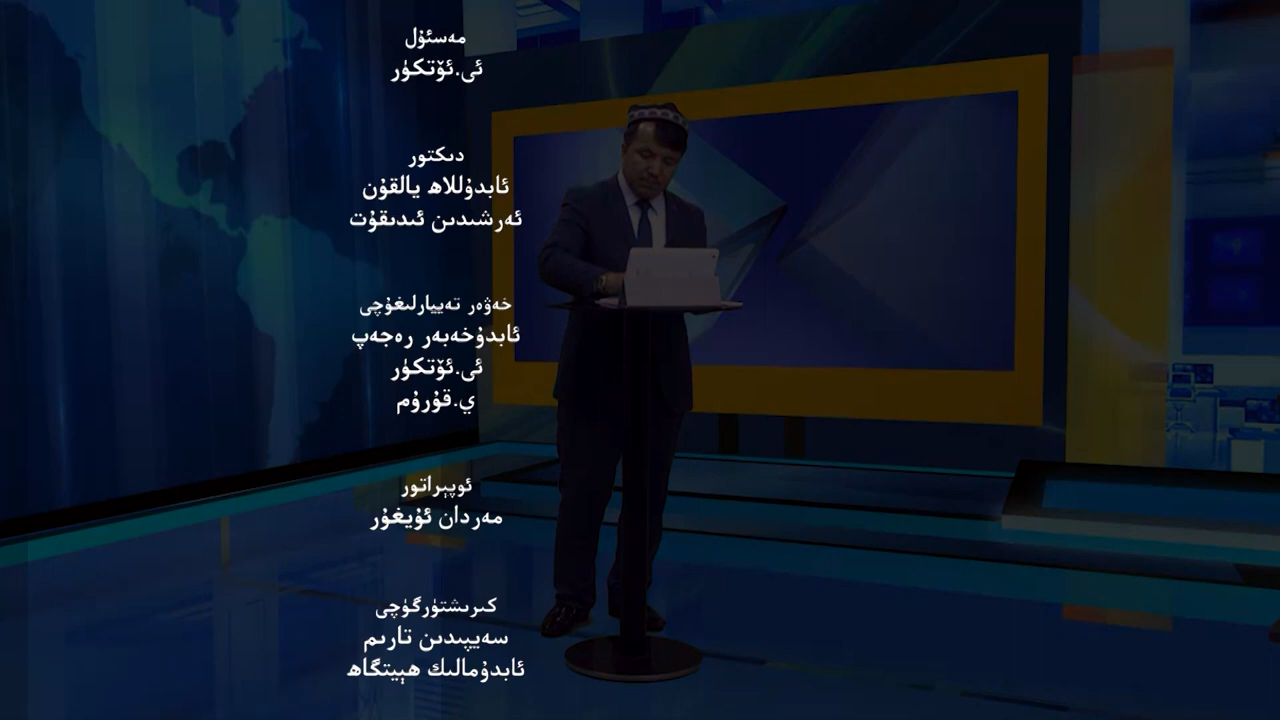 مەسئۇل
ئى.ئۆتكۈر
دىكتور
ئابدۇللاھ يالقۇن
ئەرشىدىن ئىدىقۇت
خەۋەر تەييارلىغۇچى
ئابدۇخەبەر رەجەپ
ئى.ئۆتكۈر
ي.قۇرۇم
ئوپېراتور
مەردان ئۇيغۇر
كىرىشتۈرگۈچى
سەيپىدىن تارىم
ئابدۇمالىك ھېيتگاھ